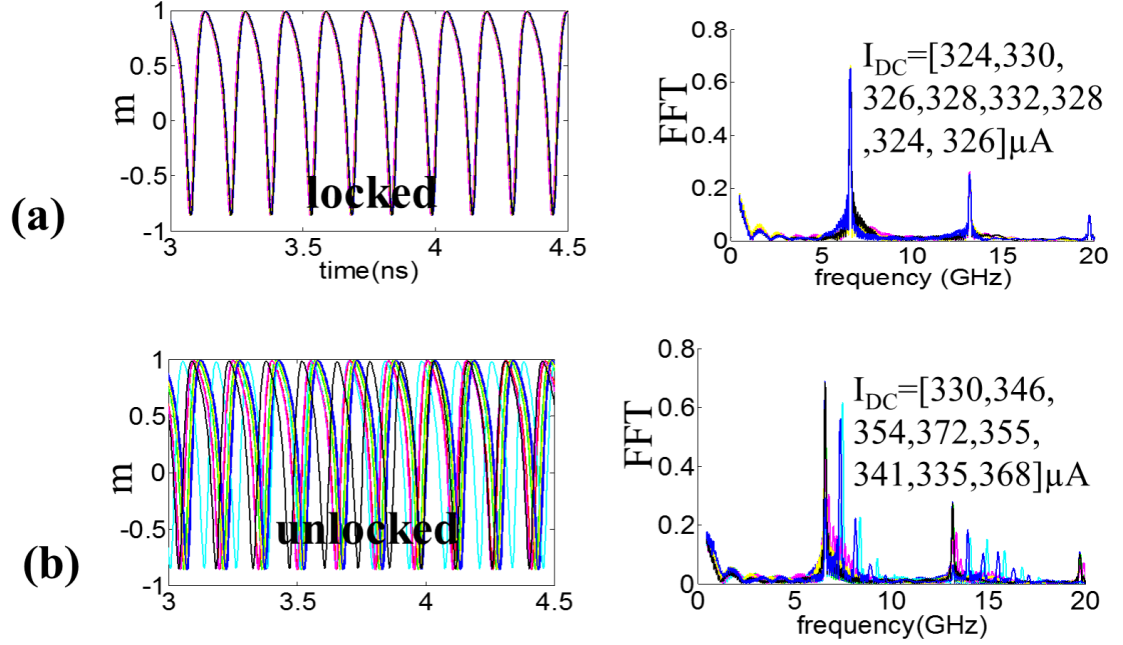 (a)
m
1
0.5
0
-0.5
-1
locked
3
3.5
4
4.5
time(ns)
FFT
0.8
0.6
0.4
0.2
0
I_DC=[324,330,
326,328,332,328
,324, 326]µA
0
5
10
15
20
frequency (GHz)
(b)
m
1
0.5
0
-0.5
-1
unlocked
3
3.5
4
4.5
FFT
0.8
0.6
0.4
0.2
0
I_DC=[330,346,
354,372,355,
341,335,368]µA
0
5
10
15
20
frequency(GHz)